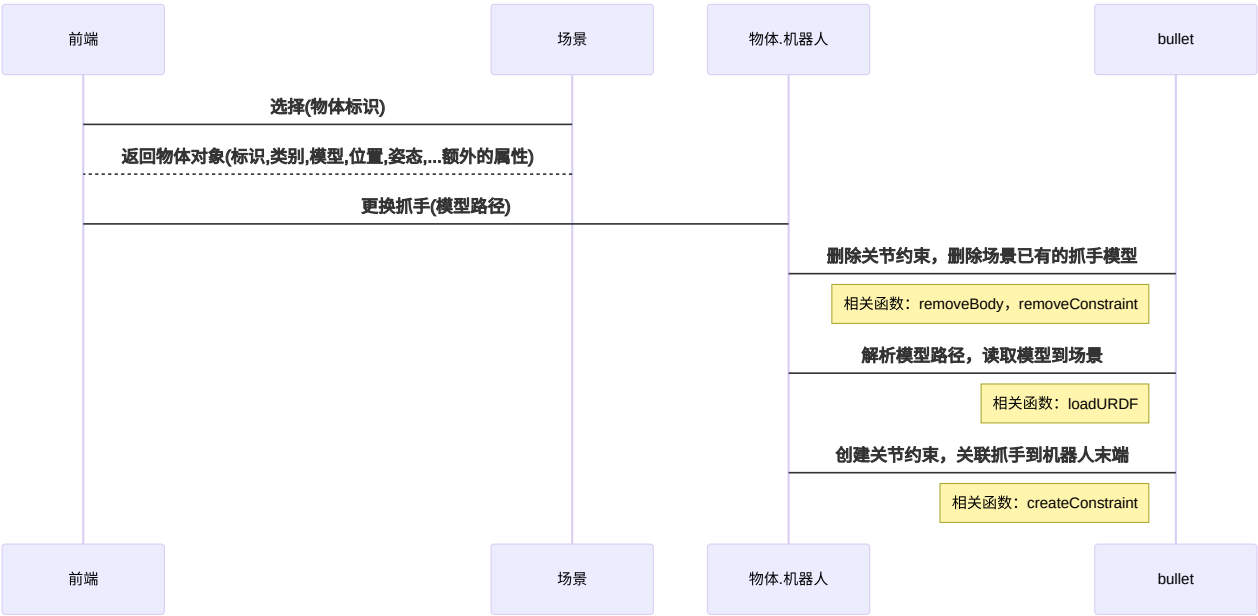 前端
场景
物体.机器人
bullet
选择(物体标识)
返回物体对象(标识,类别,模型,位置,姿态,...额外的属性)
更换抓手(模型路径)
删除关节约束，删除场景已有的抓手模型
相关函数：removeBody，removeConstraint
解析模型路径，读取模型到场景
相关函数：loadURDF
创建关节约束，关联抓手到机器人末端
相关函数：createConstraint
前端
场景
物体.机器人
bullet